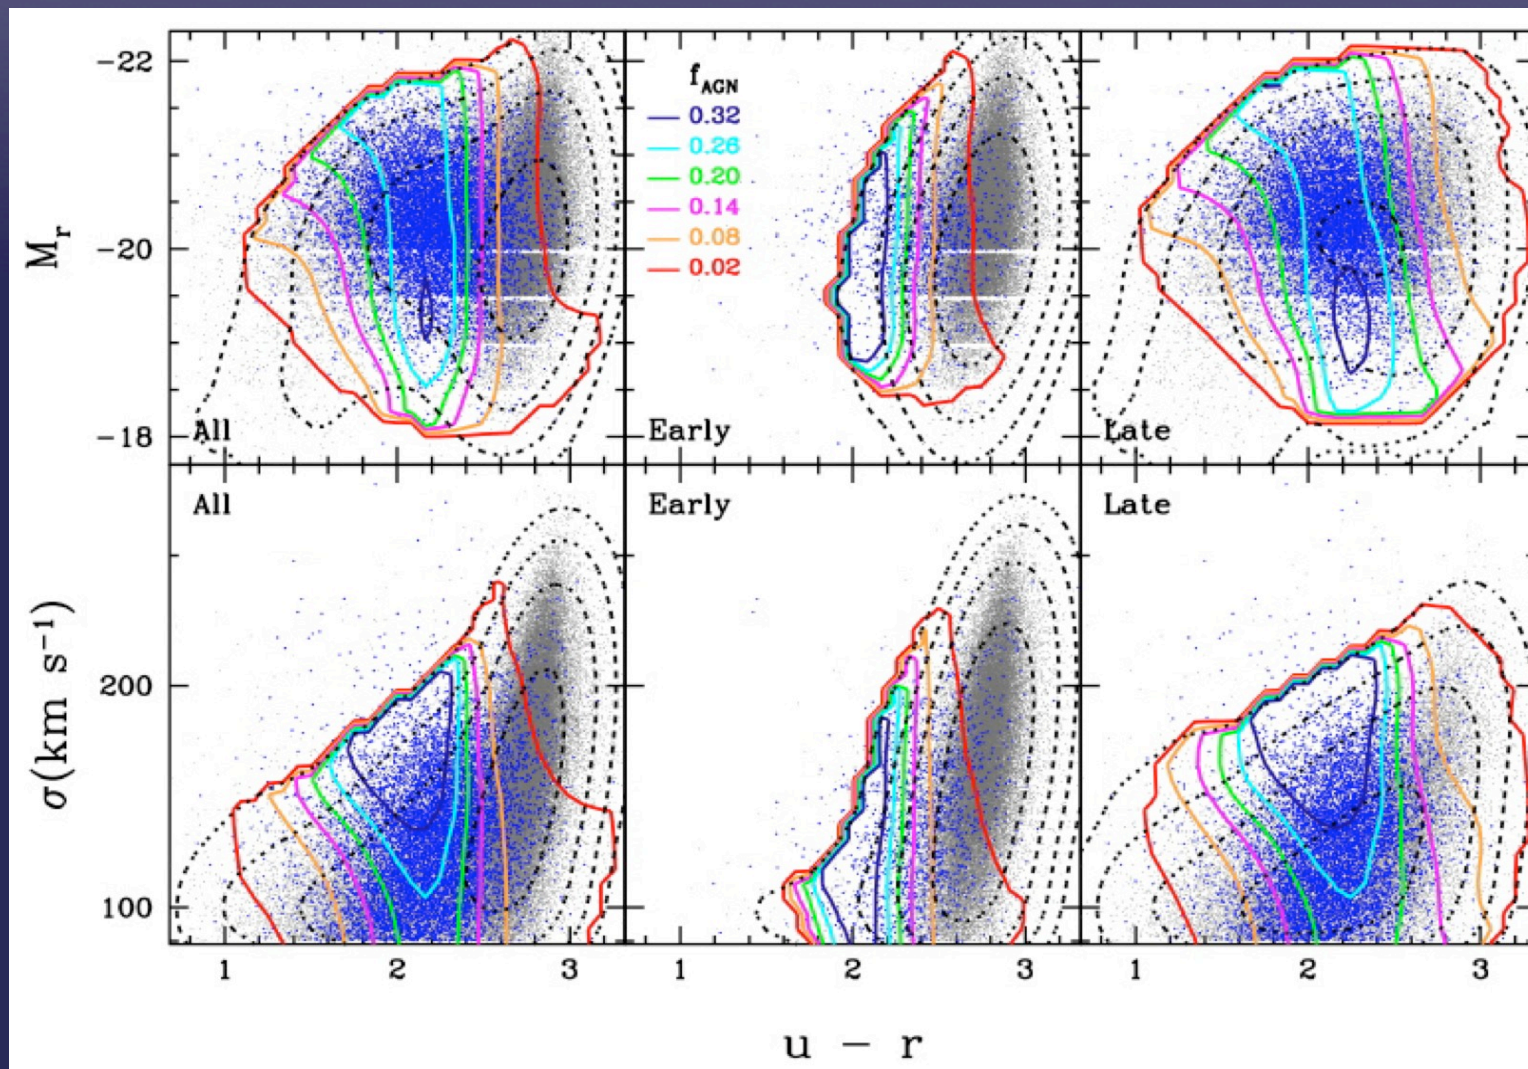 M_r
-22
-20
-18
f_AGN
0.32
0.26
0.20
0.14
0.08
0.02
All
Early
Late
All
Early
Late
σ(km s⁻¹)
200
100
1 2 3 1 2 3 1 2 3
u - r